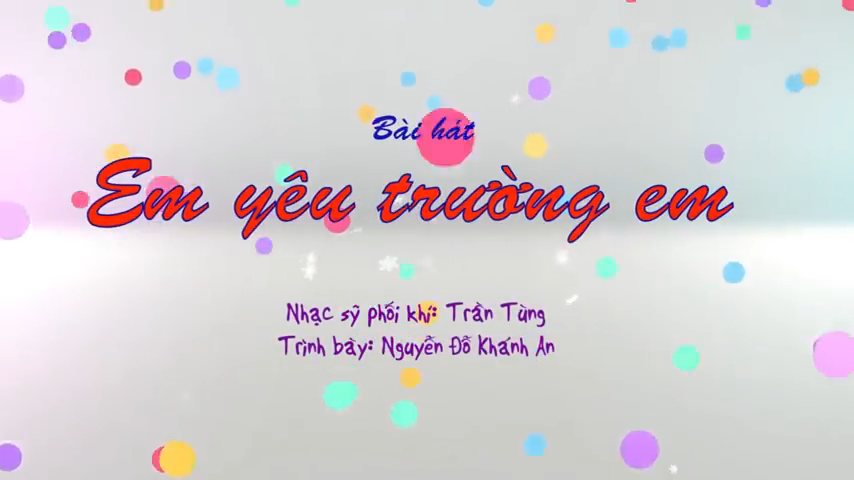 Bài hát
Em yêu trường em
Nhạc sỹ phối khí: Trần Tùng
Trình bày: Nguyễn Đỗ Khánh An